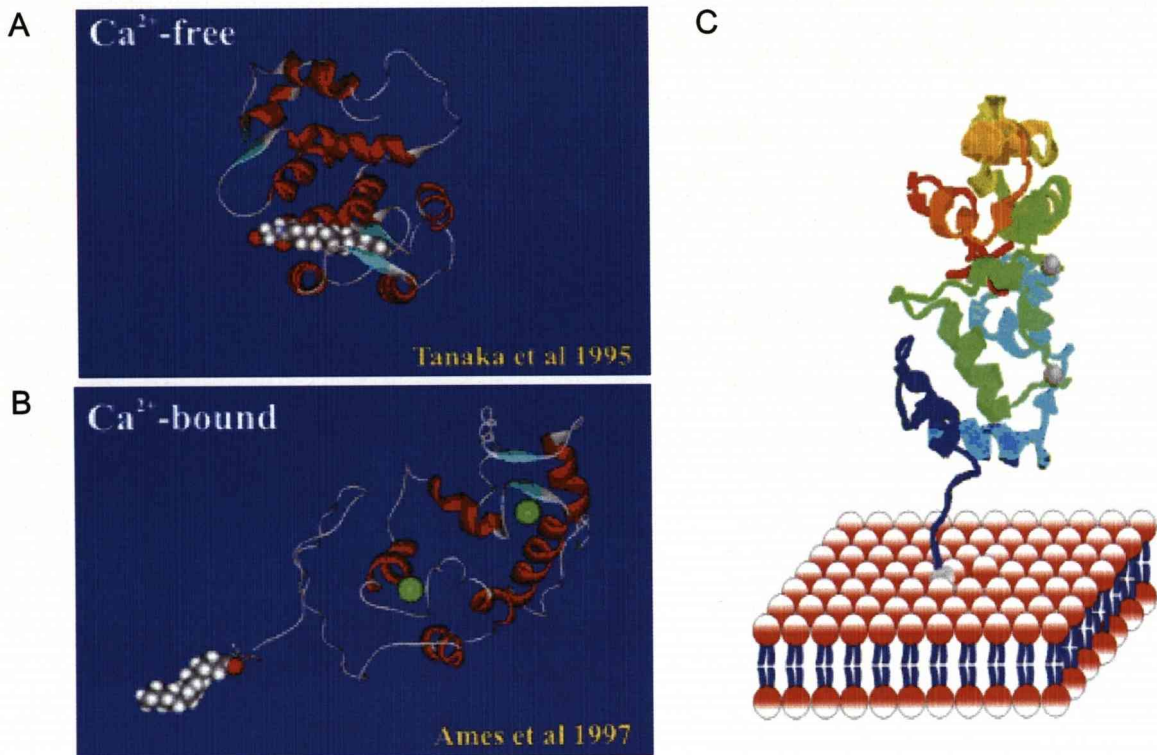 A
Ca²⁺-free
Tanaka et al 1995
B
Ca²⁺-bound
Ames et al 1997
C